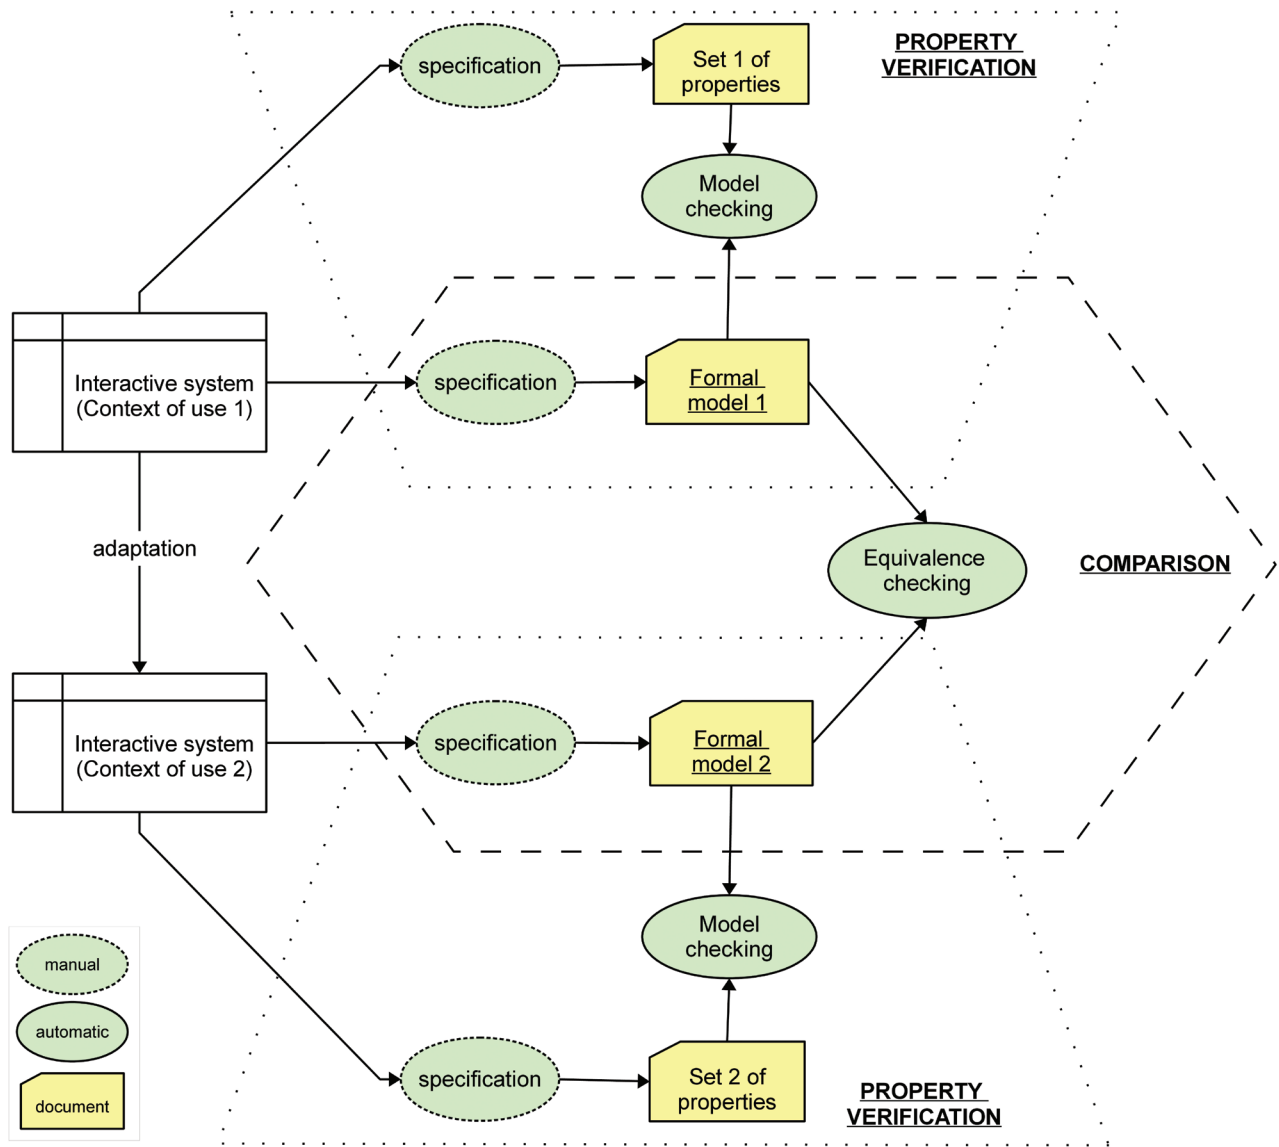 specification
Set 1 of
properties
PROPERTY
VERIFICATION
Model
checking
Interactive system
(Context of use 1)
specification
Formal
model 1
adaptation
Equivalence
checking
COMPARISON
Interactive system
(Context of use 2)
specification
Formal
model 2
Model
checking
specification
Set 2 of
properties
PROPERTY
VERIFICATION
manual
automatic
document